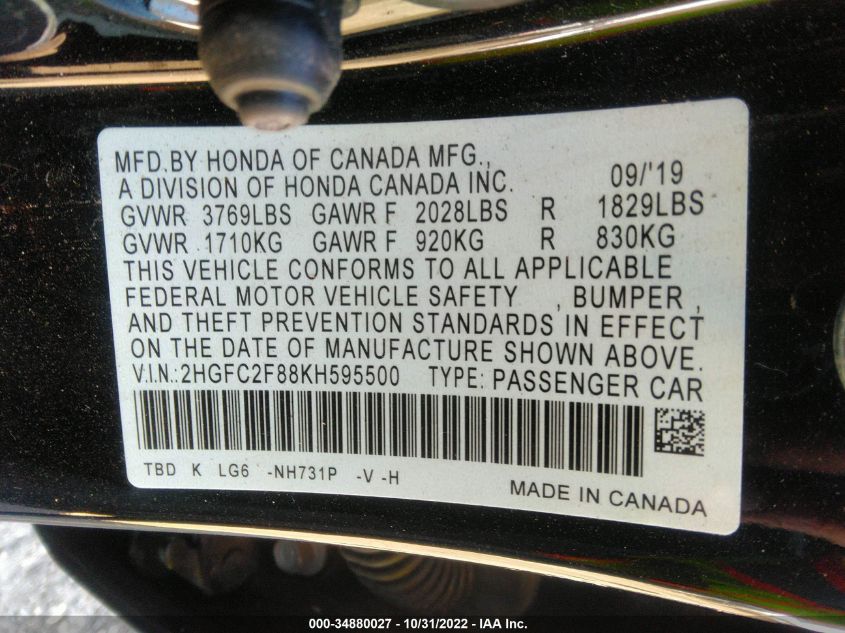 MFD.BY HONDA OF CANADA MFG.,
A DIVISION OF HONDA CANADA INC. 09/'19
GVWR 3769LBS GAWR F 2028LBS R 1829LBS
GVWR 1710KG GAWR F 920KG R 830KG
THIS VEHICLE CONFORMS TO ALL APPLICABLE
FEDERAL MOTOR VEHICLE SAFETY , BUMPER ,
AND THEFT PREVENTION STANDARDS IN EFFECT
ON THE DATE OF MANUFACTURE SHOWN ABOVE.
V.I.N.:2HGFC2F88KH595500 TYPE: PASSENGER CAR
TBD K LG6 -NH731P -V -H
MADE IN CANADA
000-34880027 - 10/31/2022 - IAA Inc.